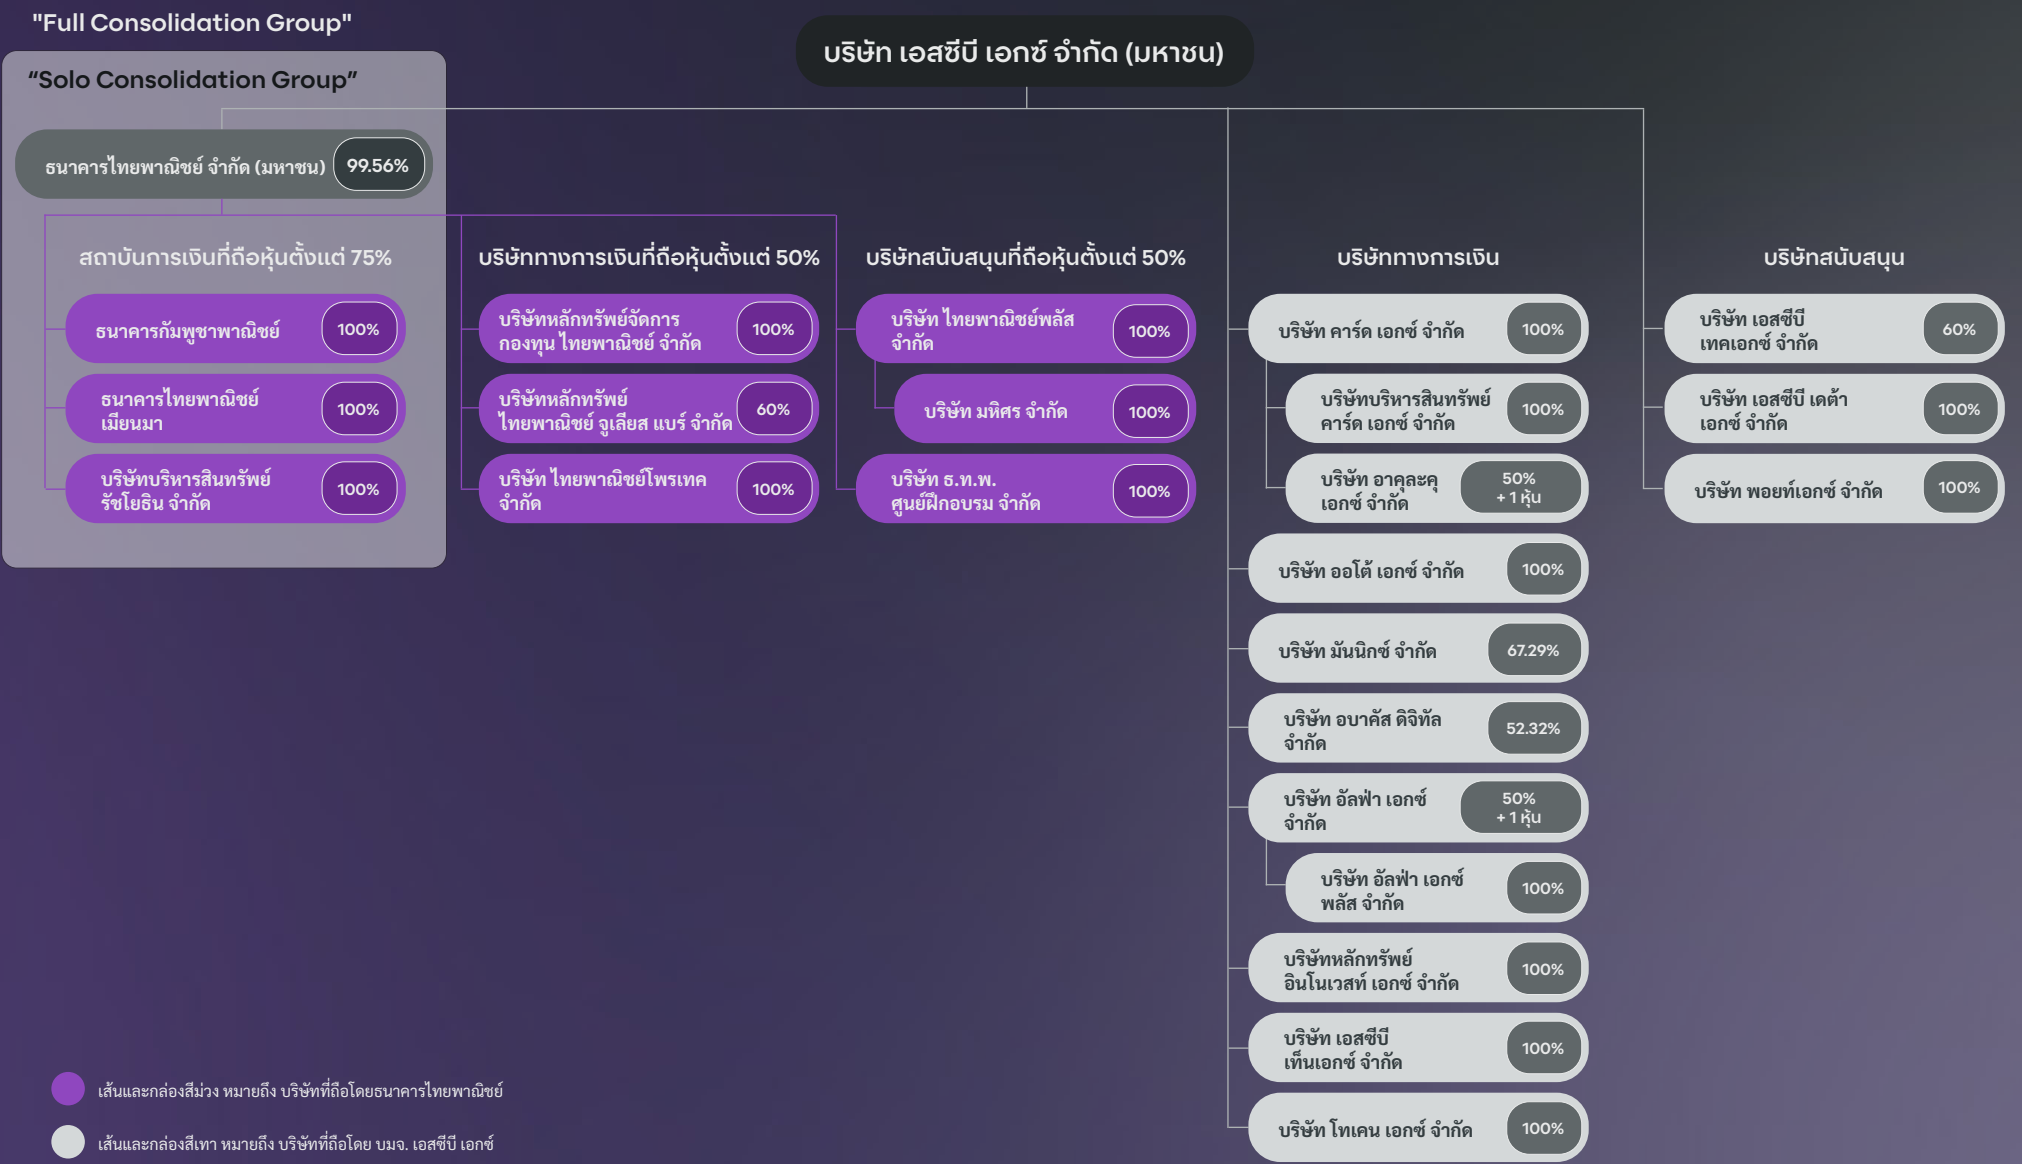 "Full Consolidation Group"
บริษัท เอสซีบี เอกซ์ จำกัด (มหาชน)
“Solo Consolidation Group”
ธนาคารไทยพาณิชย์ จำกัด (มหาชน) 99.56%
สถาบันการเงินที่ถือหุ้นตั้งแต่ 75%
ธนาคารกัมพูชาพาณิชย์ 100%
ธนาคารไทยพาณิชย์
เมียนมา
100%
บริษัทบริหารสินทรัพย์
รัชโยธิน จำกัด
100%
บริษัททางการเงินที่ถือหุ้นตั้งแต่ 50%
บริษัทหลักทรัพย์จัดการ
กองทุน ไทยพาณิชย์ จำกัด
100%
บริษัทหลักทรัพย์
ไทยพาณิชย์ จูเลียส แบร์ จำกัด
60%
บริษัท ไทยพาณิชย์โพรเทค
จำกัด
100%
บริษัทสนับสนุนที่ถือหุ้นตั้งแต่ 50%
บริษัท ไทยพาณิชย์พลัส
จำกัด
100%
บริษัท มหิศร จำกัด 100%
บริษัท ธ.ท.พ.
ศูนย์ฝึกอบรม จำกัด
100%
บริษัททางการเงิน
บริษัท คาร์ด เอกซ์ จำกัด 100%
บริษัทบริหารสินทรัพย์
คาร์ด เอกซ์ จำกัด
100%
บริษัท อาคุละคุ
เอกซ์ จำกัด
50%
+ 1 หุ้น
บริษัท ออโต้ เอกซ์ จำกัด 100%
บริษัท มันนิกซ์ จำกัด 67.29%
บริษัท อบาคัส ดิจิทัล
จำกัด
52.32%
บริษัท อัลฟ่า เอกซ์
จำกัด
50%
+ 1 หุ้น
บริษัท อัลฟ่า เอกซ์
พลัส จำกัด
100%
บริษัทหลักทรัพย์
อินโนเวสท์ เอกซ์ จำกัด
100%
บริษัท เอสซีบี
เท็นเอกซ์ จำกัด
100%
บริษัท โทเคน เอกซ์ จำกัด 100%
บริษัทสนับสนุน
บริษัท เอสซีบี
เทคเอกซ์ จำกัด
60%
บริษัท เอสซีบี เดต้า
เอกซ์ จำกัด
100%
บริษัท พอยท์เอกซ์ จำกัด 100%
เส้นและกล่องสีม่วง หมายถึง บริษัทที่ถือโดยธนาคารไทยพาณิชย์
เส้นและกล่องสีเทา หมายถึง บริษัทที่ถือโดย บมจ. เอสซีบี เอกซ์